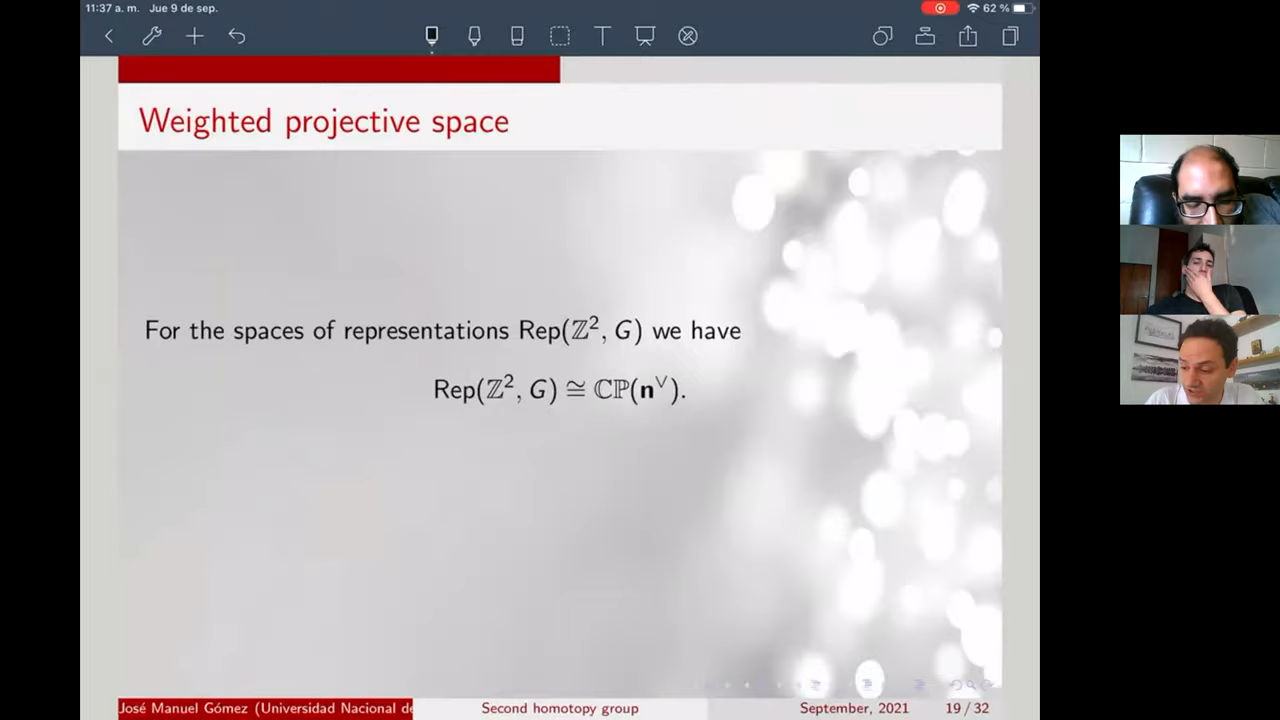 11:37 a. m. Jue 9 de sep.
62 %
Weighted projective space
For the spaces of representations Rep(ℤ², G) we have
Rep(ℤ², G) ≅ ℂℙ(n^∨).
José Manuel Gómez (Universidad Nacional de
Second homotopy group
September, 2021 19 / 32